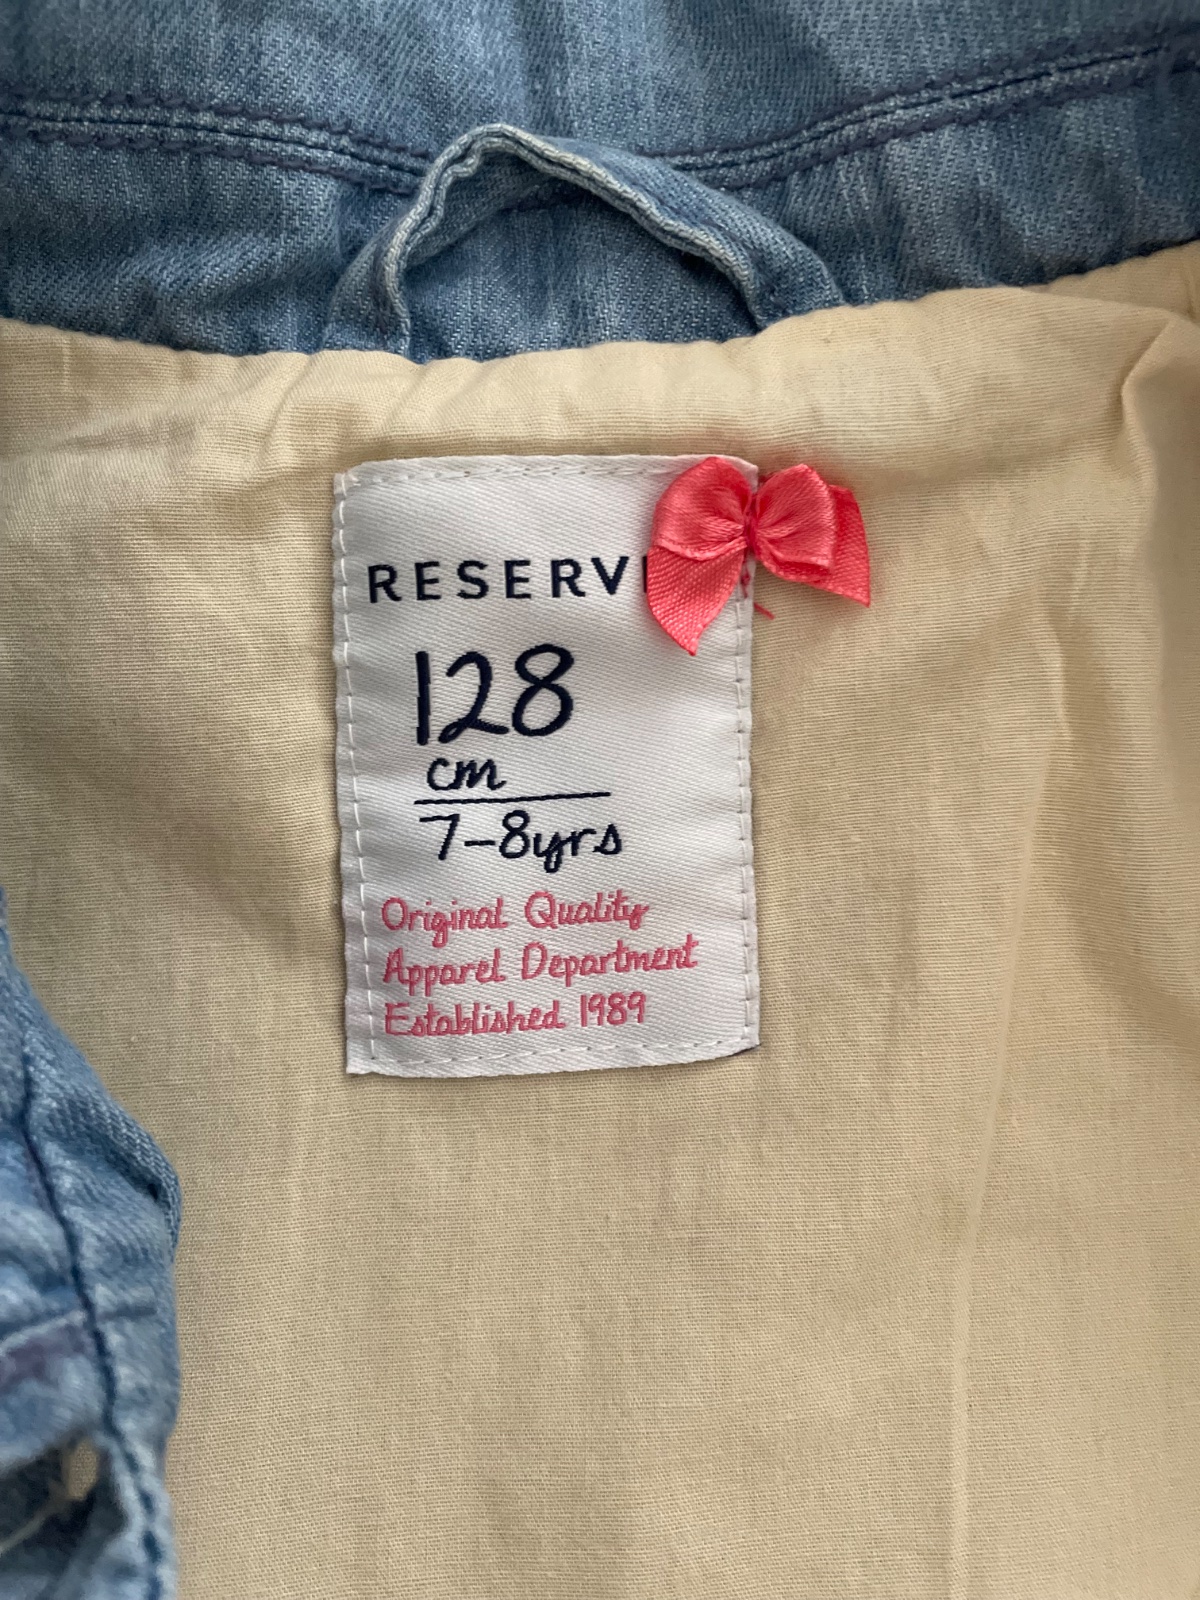 RESERV
128
cm
7-8yrs
Original Quality
Apparel Department
Established 1989